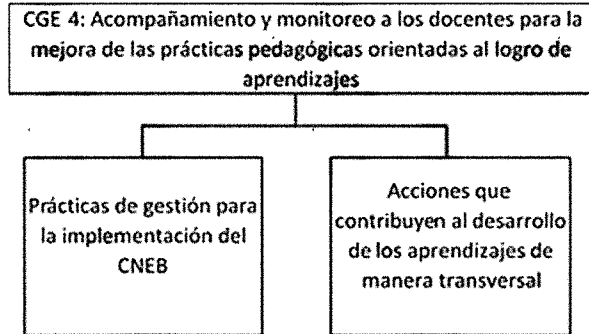 CGE 4: Acompañamiento y monitoreo a los docentes para la
mejora de las prácticas pedagógicas orientadas al logro de
aprendizajes
Prácticas de gestión para
la implementación del
CNEB
Acciones que
contribuyen al desarrollo
de los aprendizajes de
manera transversal